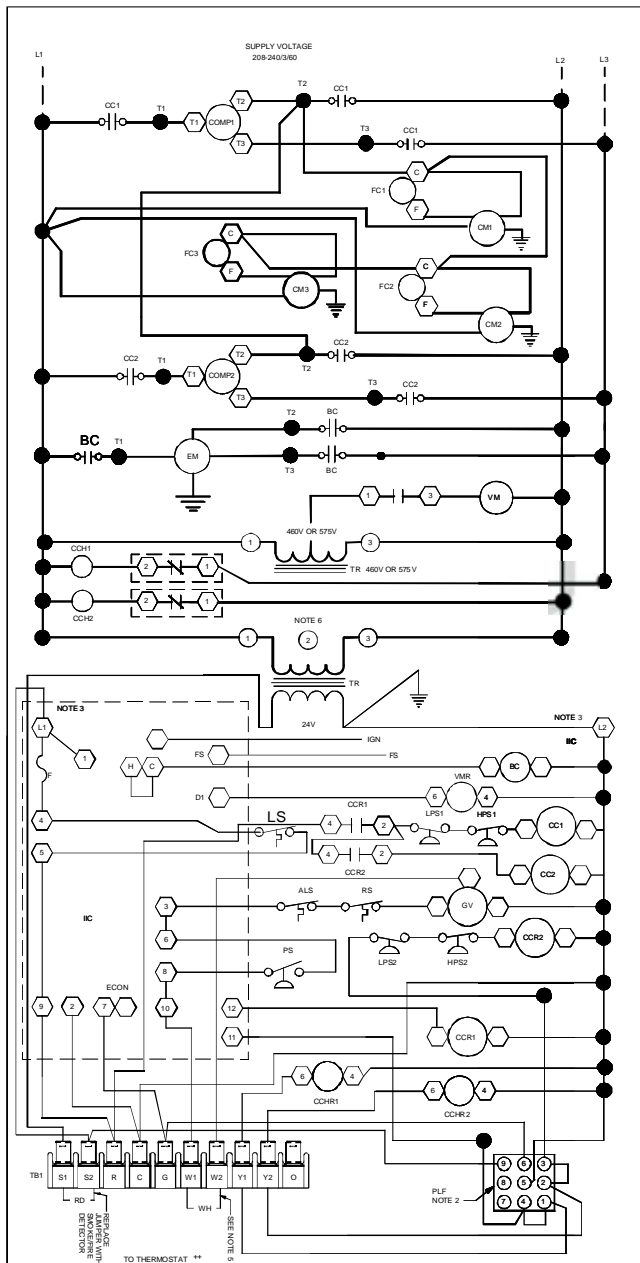 SUPPLY VOLTAGE
208-240/3/60
L1
L2
L3
T2
CC1
CC1
T1
T1
COMP1
T2
T3
T3
CC1
C
FC1
F
CM1
C
FC3
F
CM3
C
FC2
F
CM2
CC2
T1
T1
COMP2
T2
T3
T2
CC2
T3
CC2
T2
BC
BC
T1
EM
T3
BC
1
3
VM
460V OR 575V
1
3
TR 460V OR 575V
CCH1
2
1
CCH2
2
1
NOTE 6
1
2
3
TR
24V
NOTE 3
NOTE 3
L1
L2
IIC
1
IGN
FS
FS
F
H
C
BC
D1
VMR
6
4
4
LS
CCR1
4
2
LPS1
HPS1
CC1
5
4
2
CC2
CCR2
IIC
3
ALS
RS
GV
6
PS
LPS2
HPS2
CCR2
8
ECON
9
2
7
10
12
11
CCR1
6
4
CCHR1
6
4
CCHR2
TB1
S1
S2
R
C
G
W1
W2
Y1
Y2
O
PLF
NOTE 2
9
6
3
8
5
2
7
4
1
RD
WH
REPLACE
JUMPER WITH
SMOKE/FIRE
DETECTOR
SEE NOTE 5
TO THERMOSTAT ++